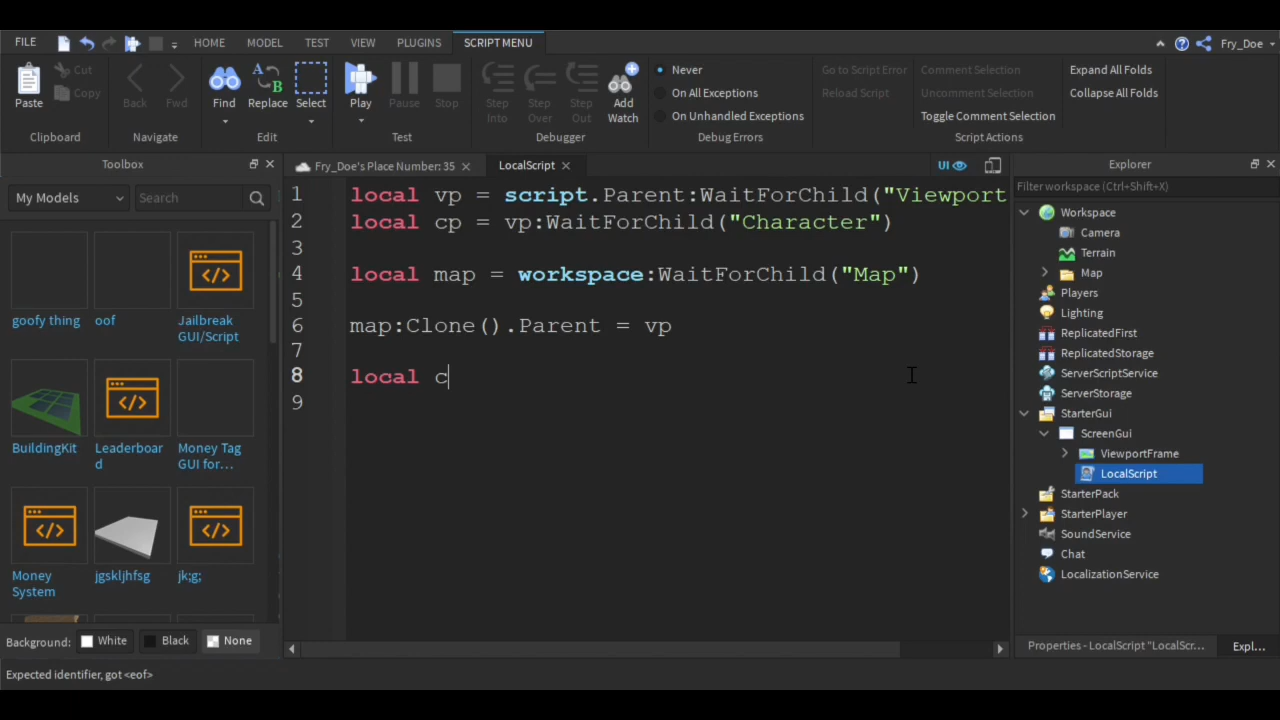 FILE HOME MODEL TEST VIEW PLUGINS SCRIPT MENU Fry_Doe
Paste Cut Copy Back Fwd Find Replace Select Play Pause Stop Step Into Step Over Step Out Add Watch
Never
On All Exceptions
On Unhandled Exceptions
Go to Script Error
Reload Script
Comment Selection
Uncomment Selection
Toggle Comment Selection
Expand All Folds
Collapse All Folds
Clipboard Navigate Edit Test Debugger Debug Errors Script Actions
Toolbox
My Models Search
goofy thing
oof
Jailbreak GUI/Script
BuildingKit
Leaderboar d
Money Tag GUI for...
Money System
jgskljhfsg
jk;g;
Background: White Black None
Fry_Doe's Place Number: 35 LocalScript UI
1 local vp = script.Parent:WaitForChild("Viewport
2 local cp = vp:WaitForChild("Character")
3
4 local map = workspace:WaitForChild("Map")
5
6 map:Clone().Parent = vp
7
8 local c
9
Explorer
Filter workspace (Ctrl+Shift+X)
Workspace
Camera
Terrain
Map
Players
Lighting
ReplicatedFirst
ReplicatedStorage
ServerScriptService
ServerStorage
StarterGui
ScreenGui
ViewportFrame
LocalScript
StarterPack
StarterPlayer
SoundService
Chat
LocalizationService
Properties - LocalScript "LocalScr... Expl...
Expected identifier, got <eof>